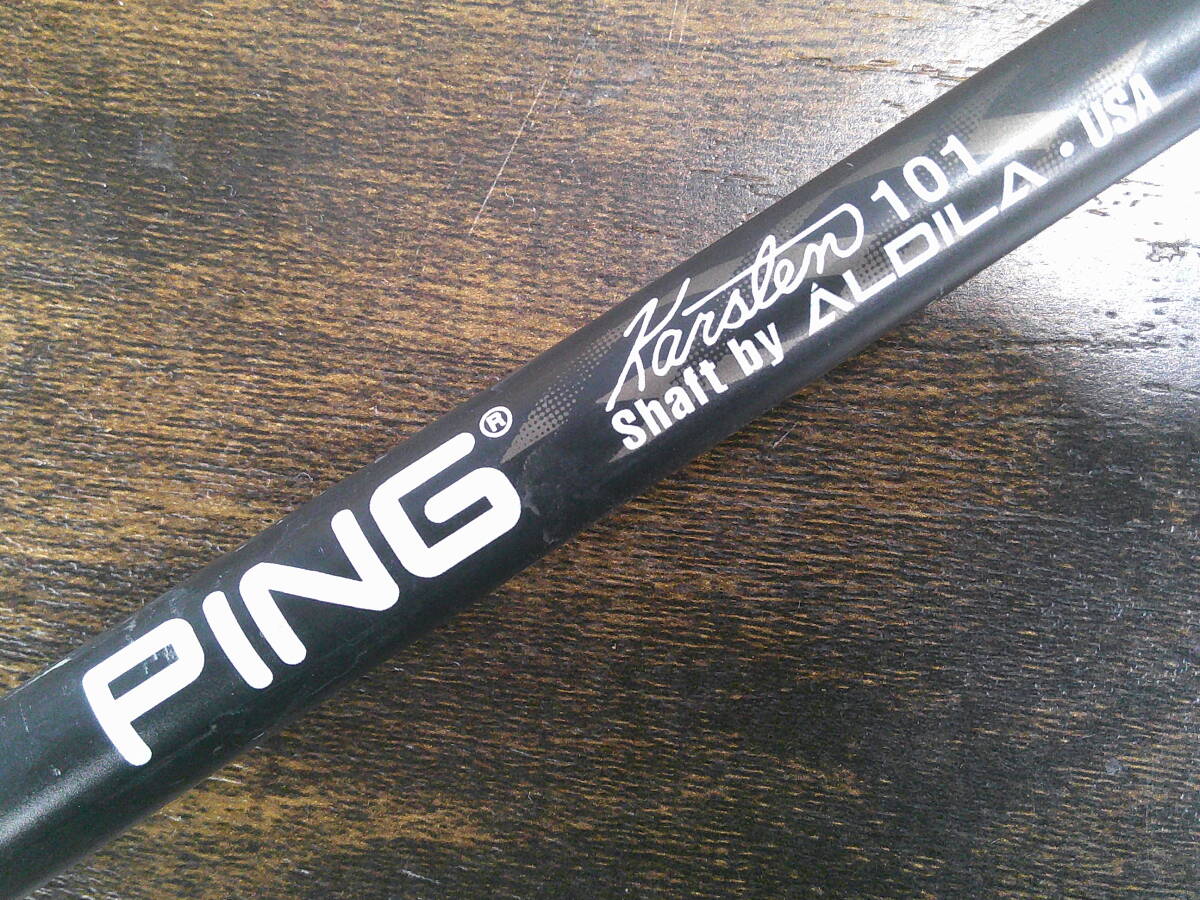 PING®
Karsten 101
Shaft by ALDILA · USA